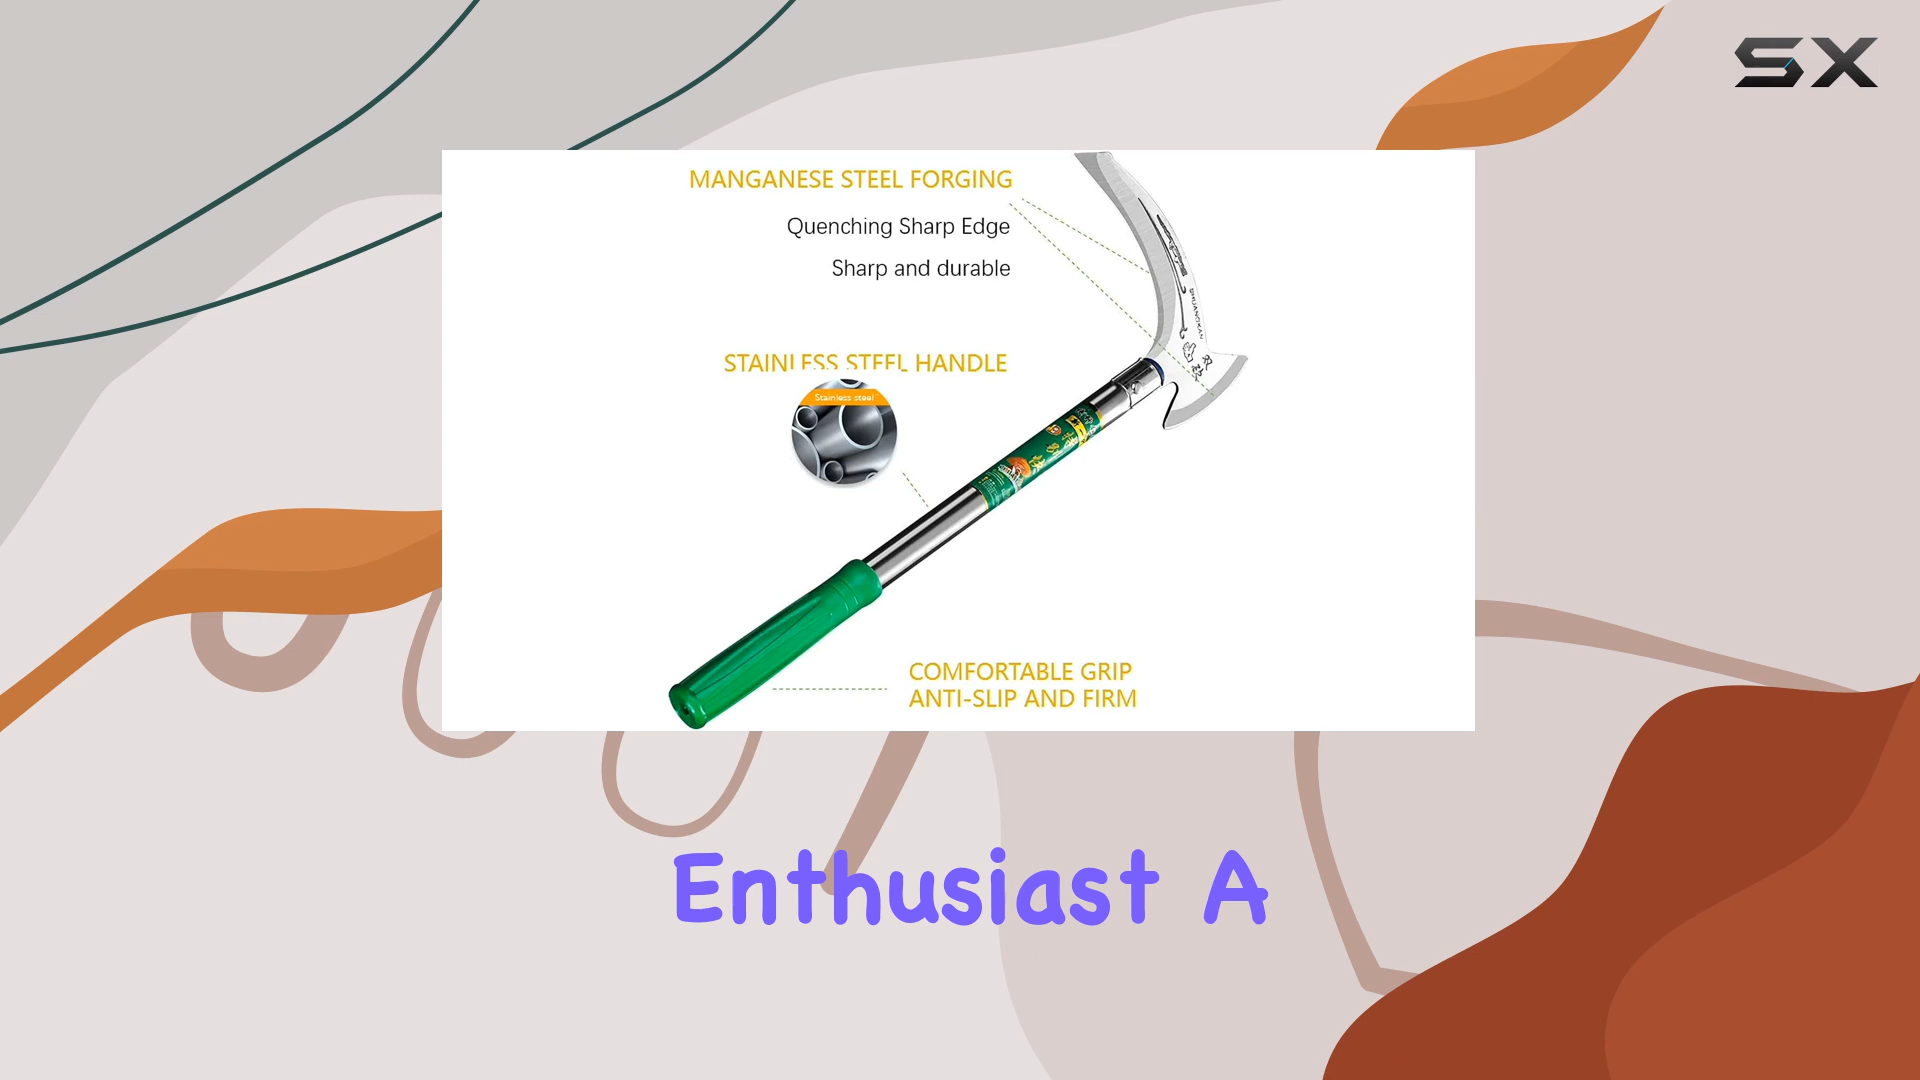 SX
MANGANESE STEEL FORGING
Quenching Sharp Edge
Sharp and durable
SHUANGKAN
STAINLESS STEEL HANDLE
Stainless steel
COMFORTABLE GRIP
ANTI-SLIP AND FIRM
Enthusiast A